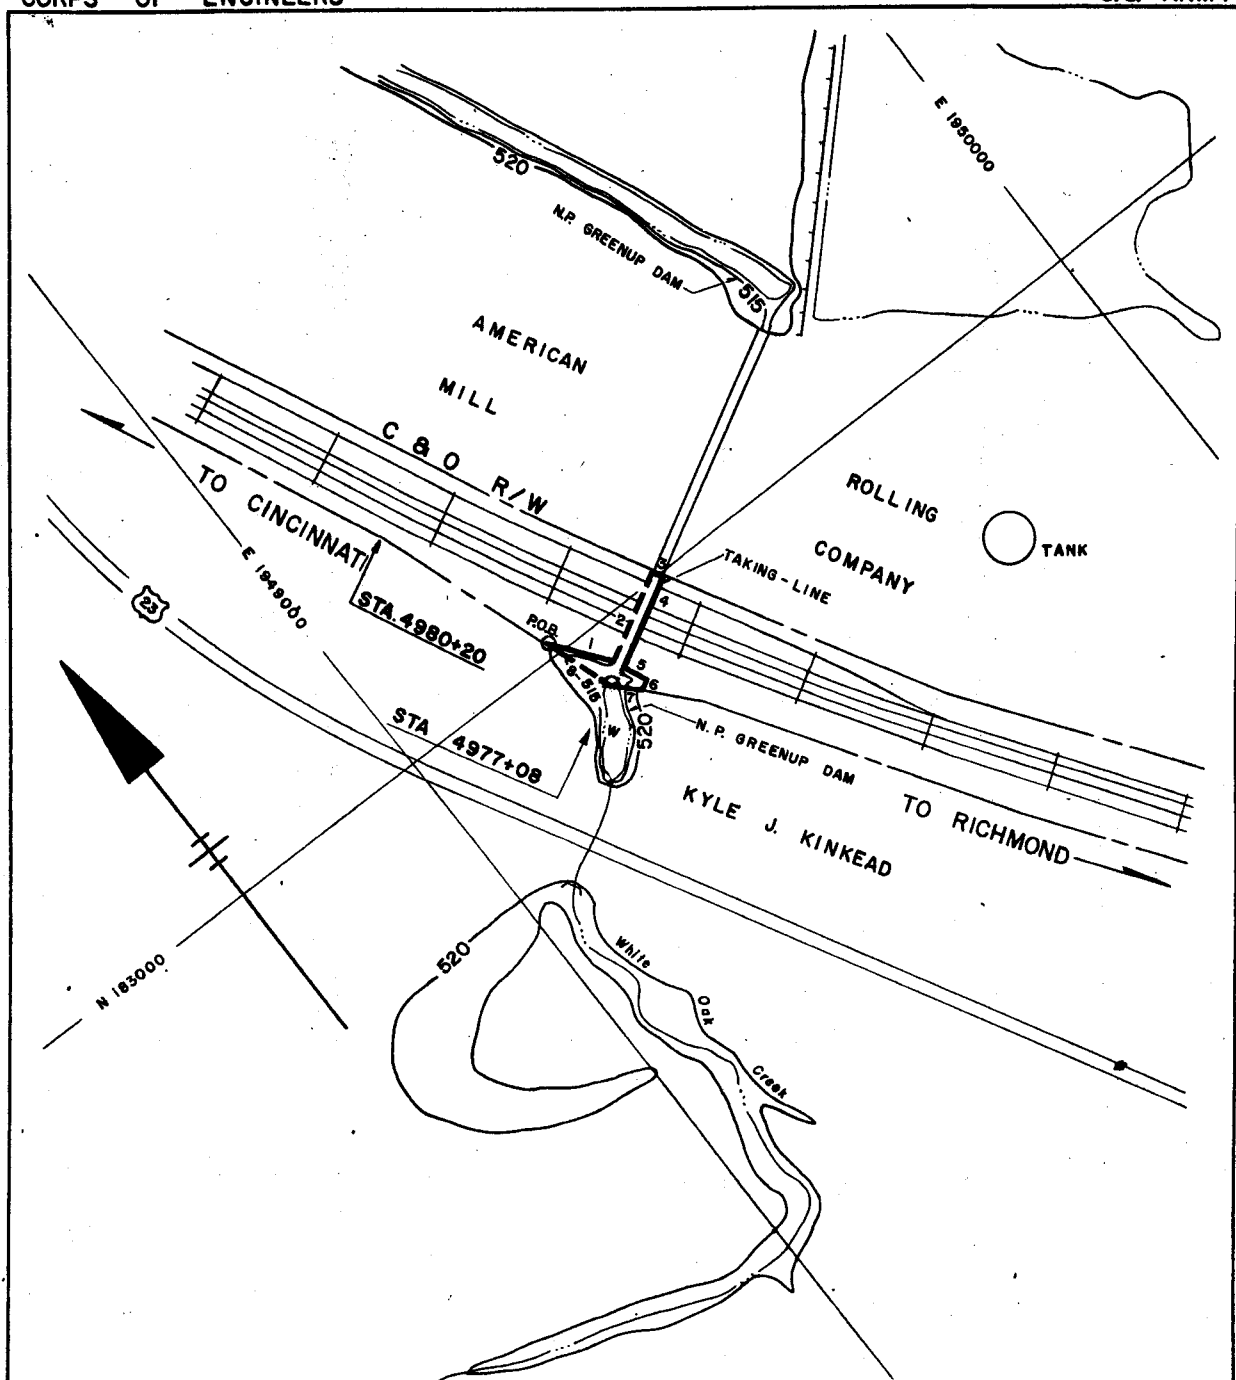 CORPS OF ENGINEERS
E 1950000
520
N.P. GREENUP DAM
515
AMERICAN
MILL
C & O R/W
ROLLING
COMPANY
TANK
TO CINCINNATI
E 1949000
TAKING-LINE
3
4
2
23
STA. 4980+20
P.O.B.
1
5
6
7
8-515
W
520
STA 4977+08
N. P. GREENUP DAM
KYLE J. KINKEAD
TO RICHMOND
N 183000
520
White
Oak
Creek